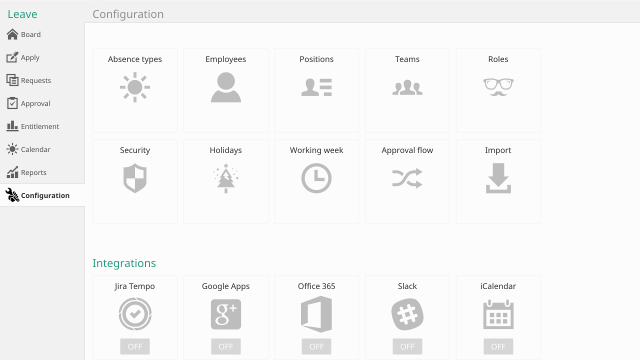 Leave
Configuration
Board
Apply
Requests
Approval
Entitlement
Calendar
Reports
Configuration
Absence types
Employees
Positions
Teams
Roles
Security
Holidays
Working week
Approval flow
Import
Integrations
Jira Tempo
Google Apps
Office 365
Slack
iCalendar
g+
OFF
OFF
OFF
OFF
OFF